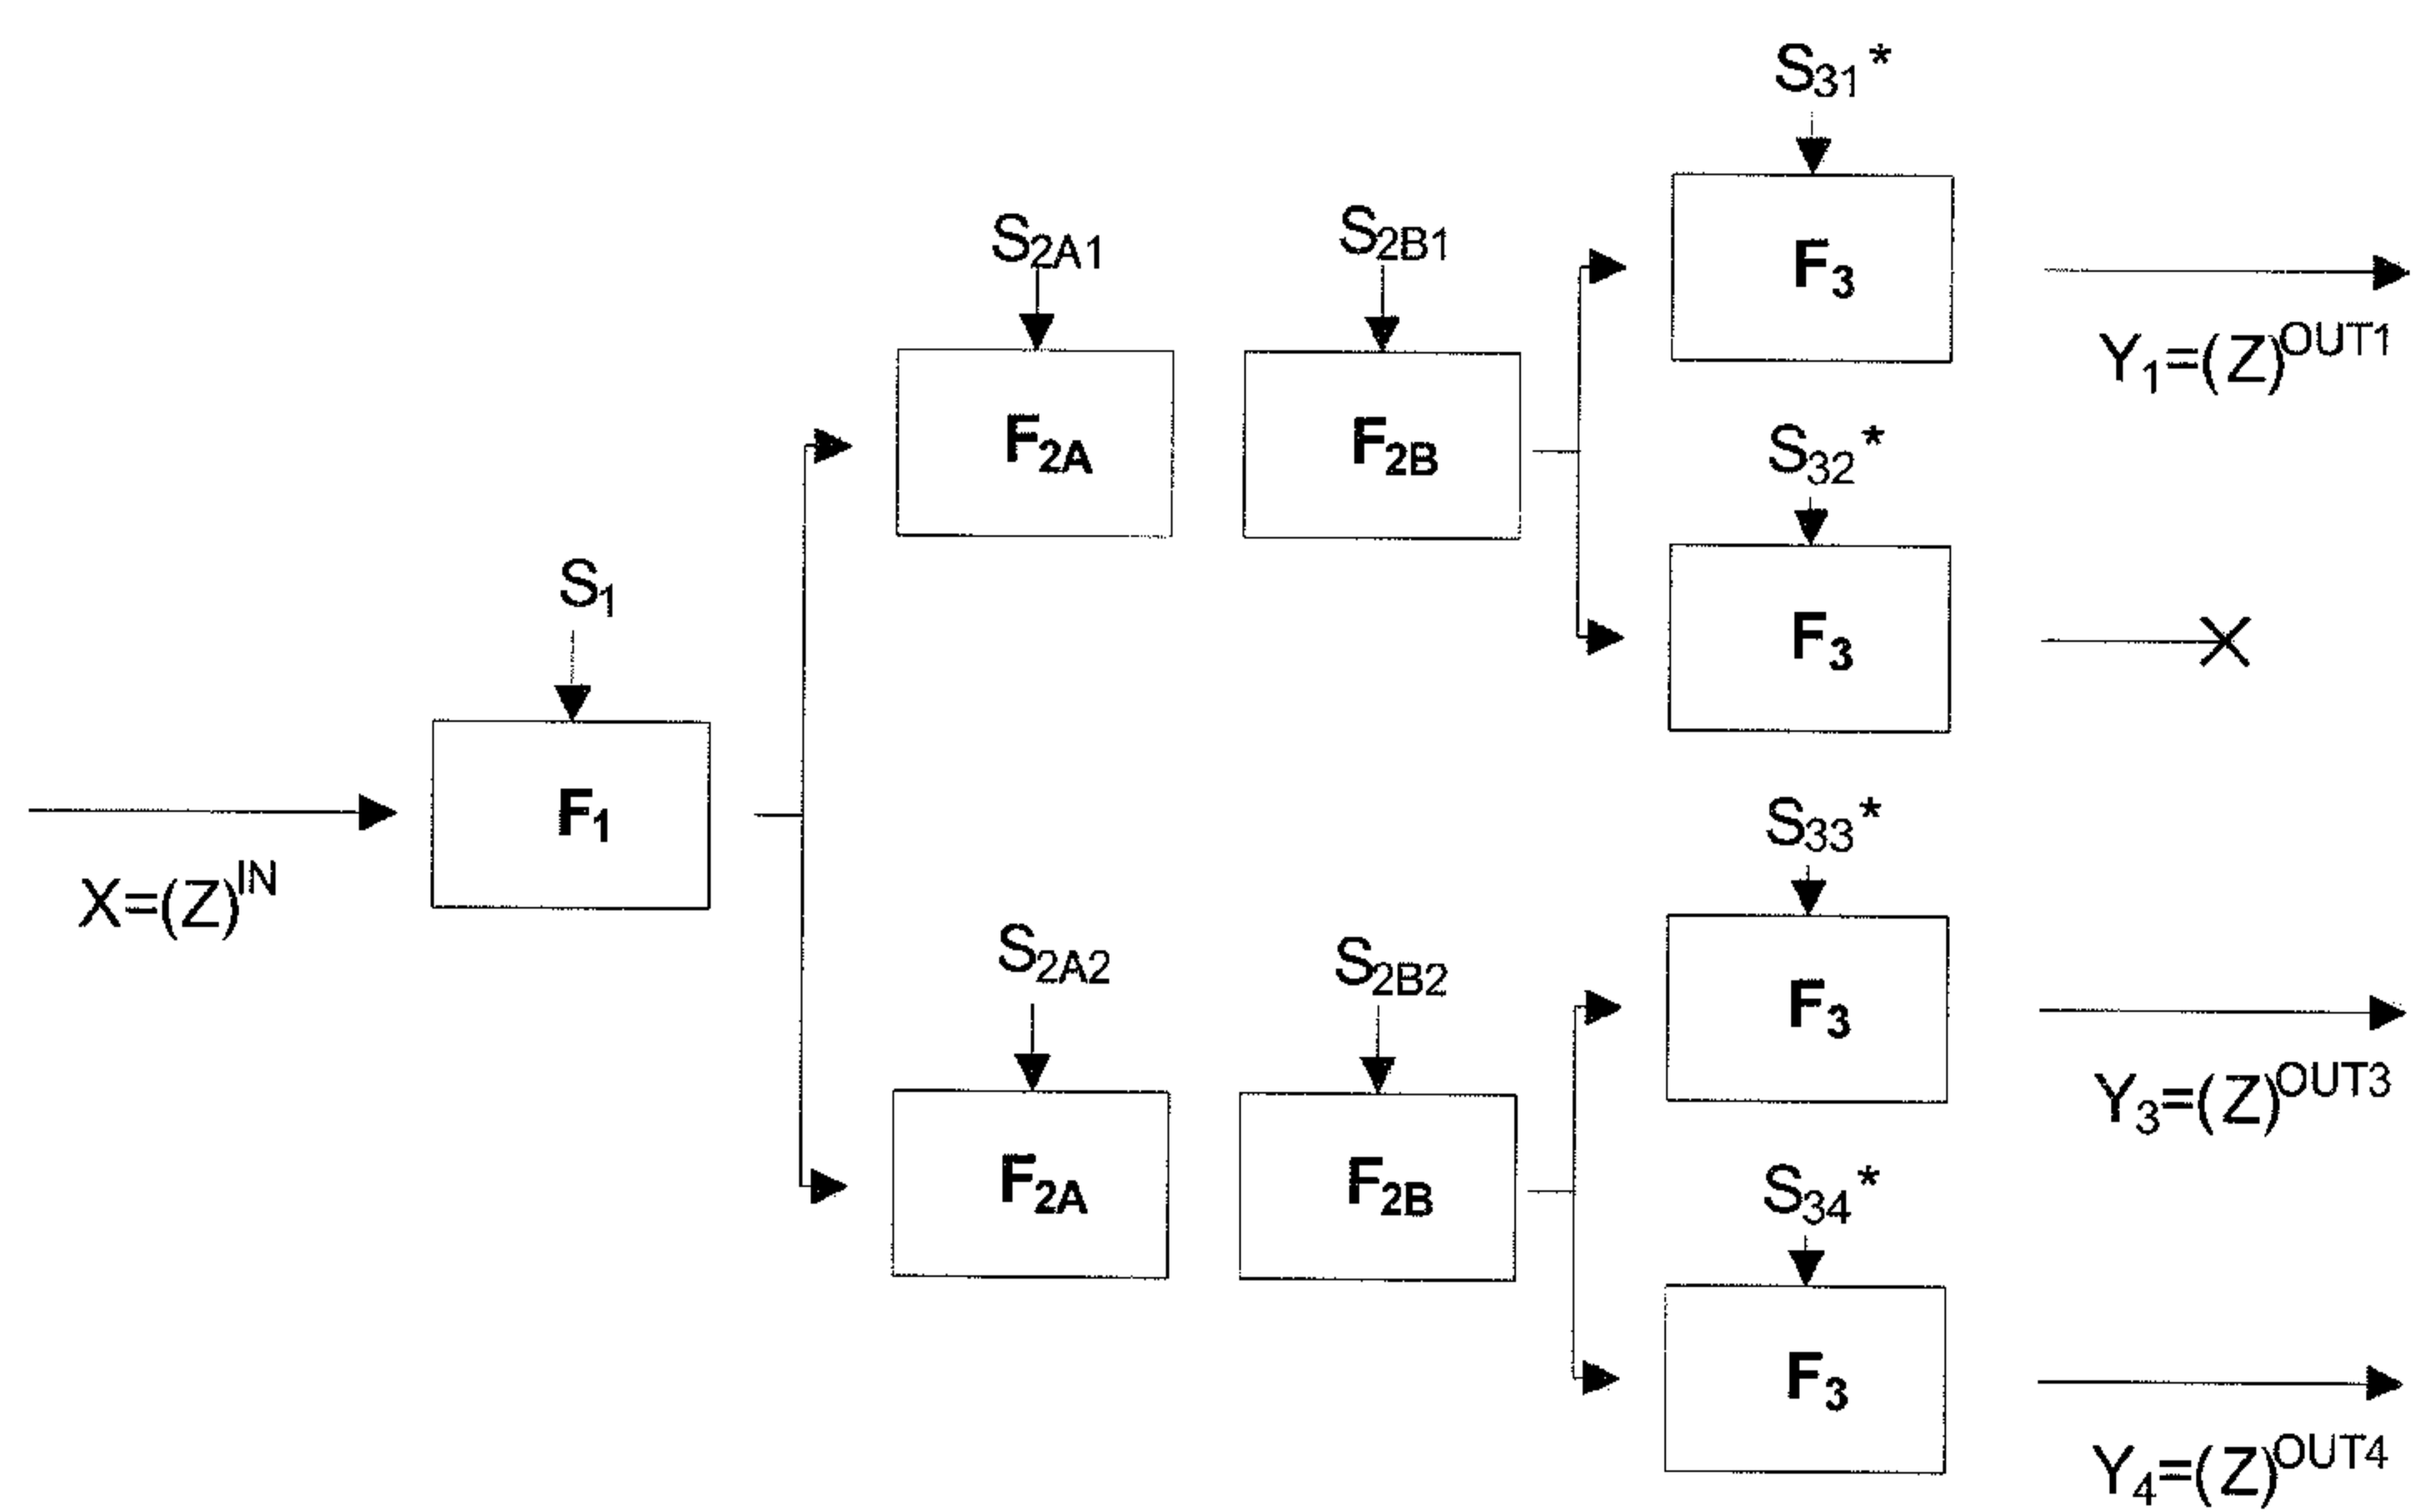 S31*
F3
Y1=(Z)OUT1
S2A1
S2B1
F2A
F2B
S32*
F3
S1
F1
X=(Z)IN
S33*
F3
Y3=(Z)OUT3
S2A2
S2B2
F2A
F2B
S34*
F3
Y4=(Z)OUT4